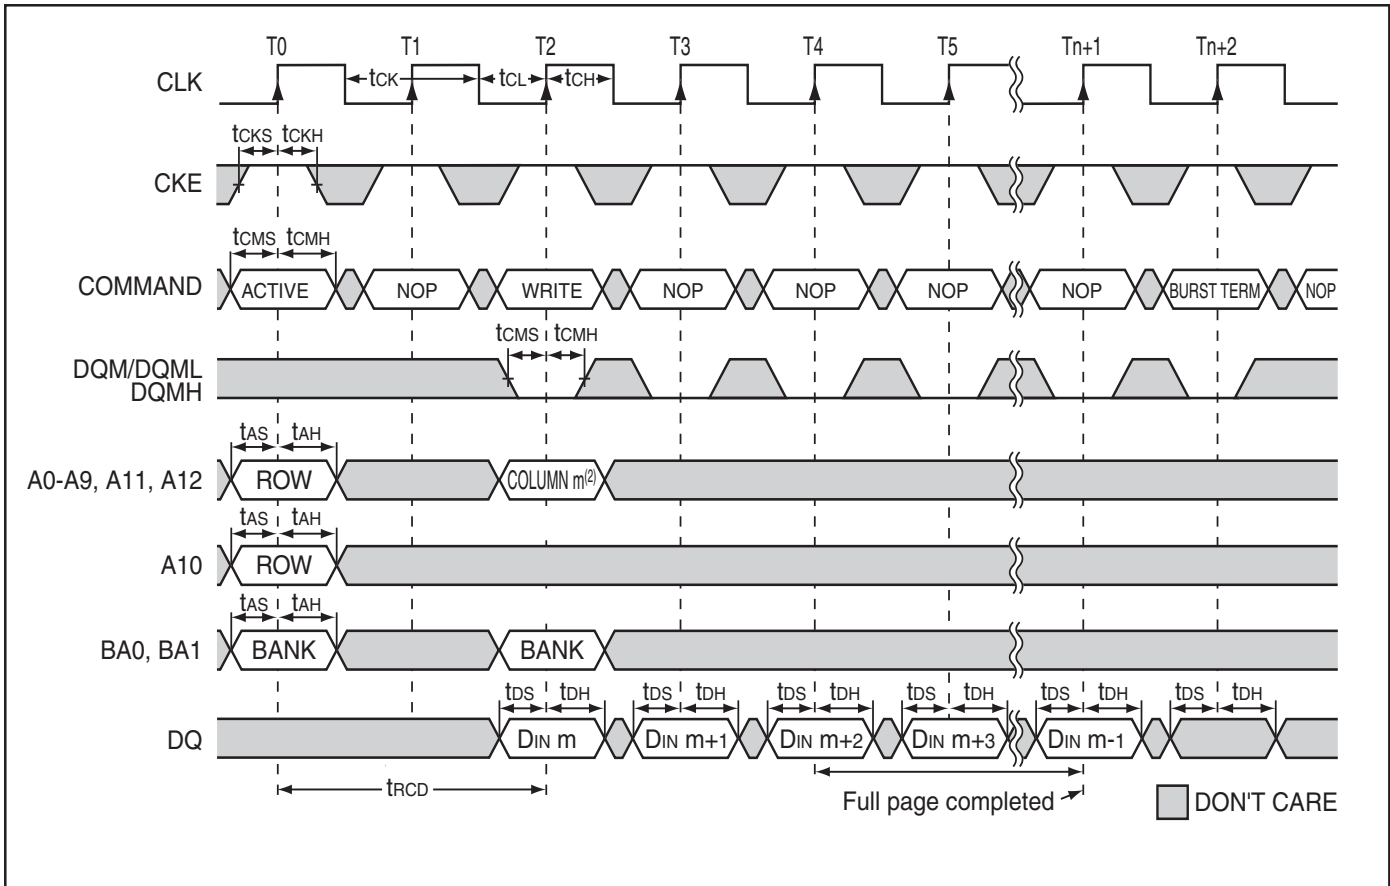 T0 T1 T2 T3 T4 T5 Tn+1 Tn+2
CLK
tCK tCL tCH
tCKS tCKH
CKE
tCMS tCMH
COMMAND ACTIVE NOP WRITE NOP NOP NOP NOP BURST TERM NOP
tCMS tCMH
DQM/DQML
DQMH
tAS tAH
A0-A9, A11, A12 ROW COLUMN m(2)
tAS tAH
A10 ROW
tAS tAH
BA0, BA1 BANK BANK
tDS tDH tDS tDH tDS tDH tDS tDH tDS tDH tDS tDH
DQ DIN m DIN m+1 DIN m+2 DIN m+3 DIN m-1
tRCD
Full page completed
DON'T CARE